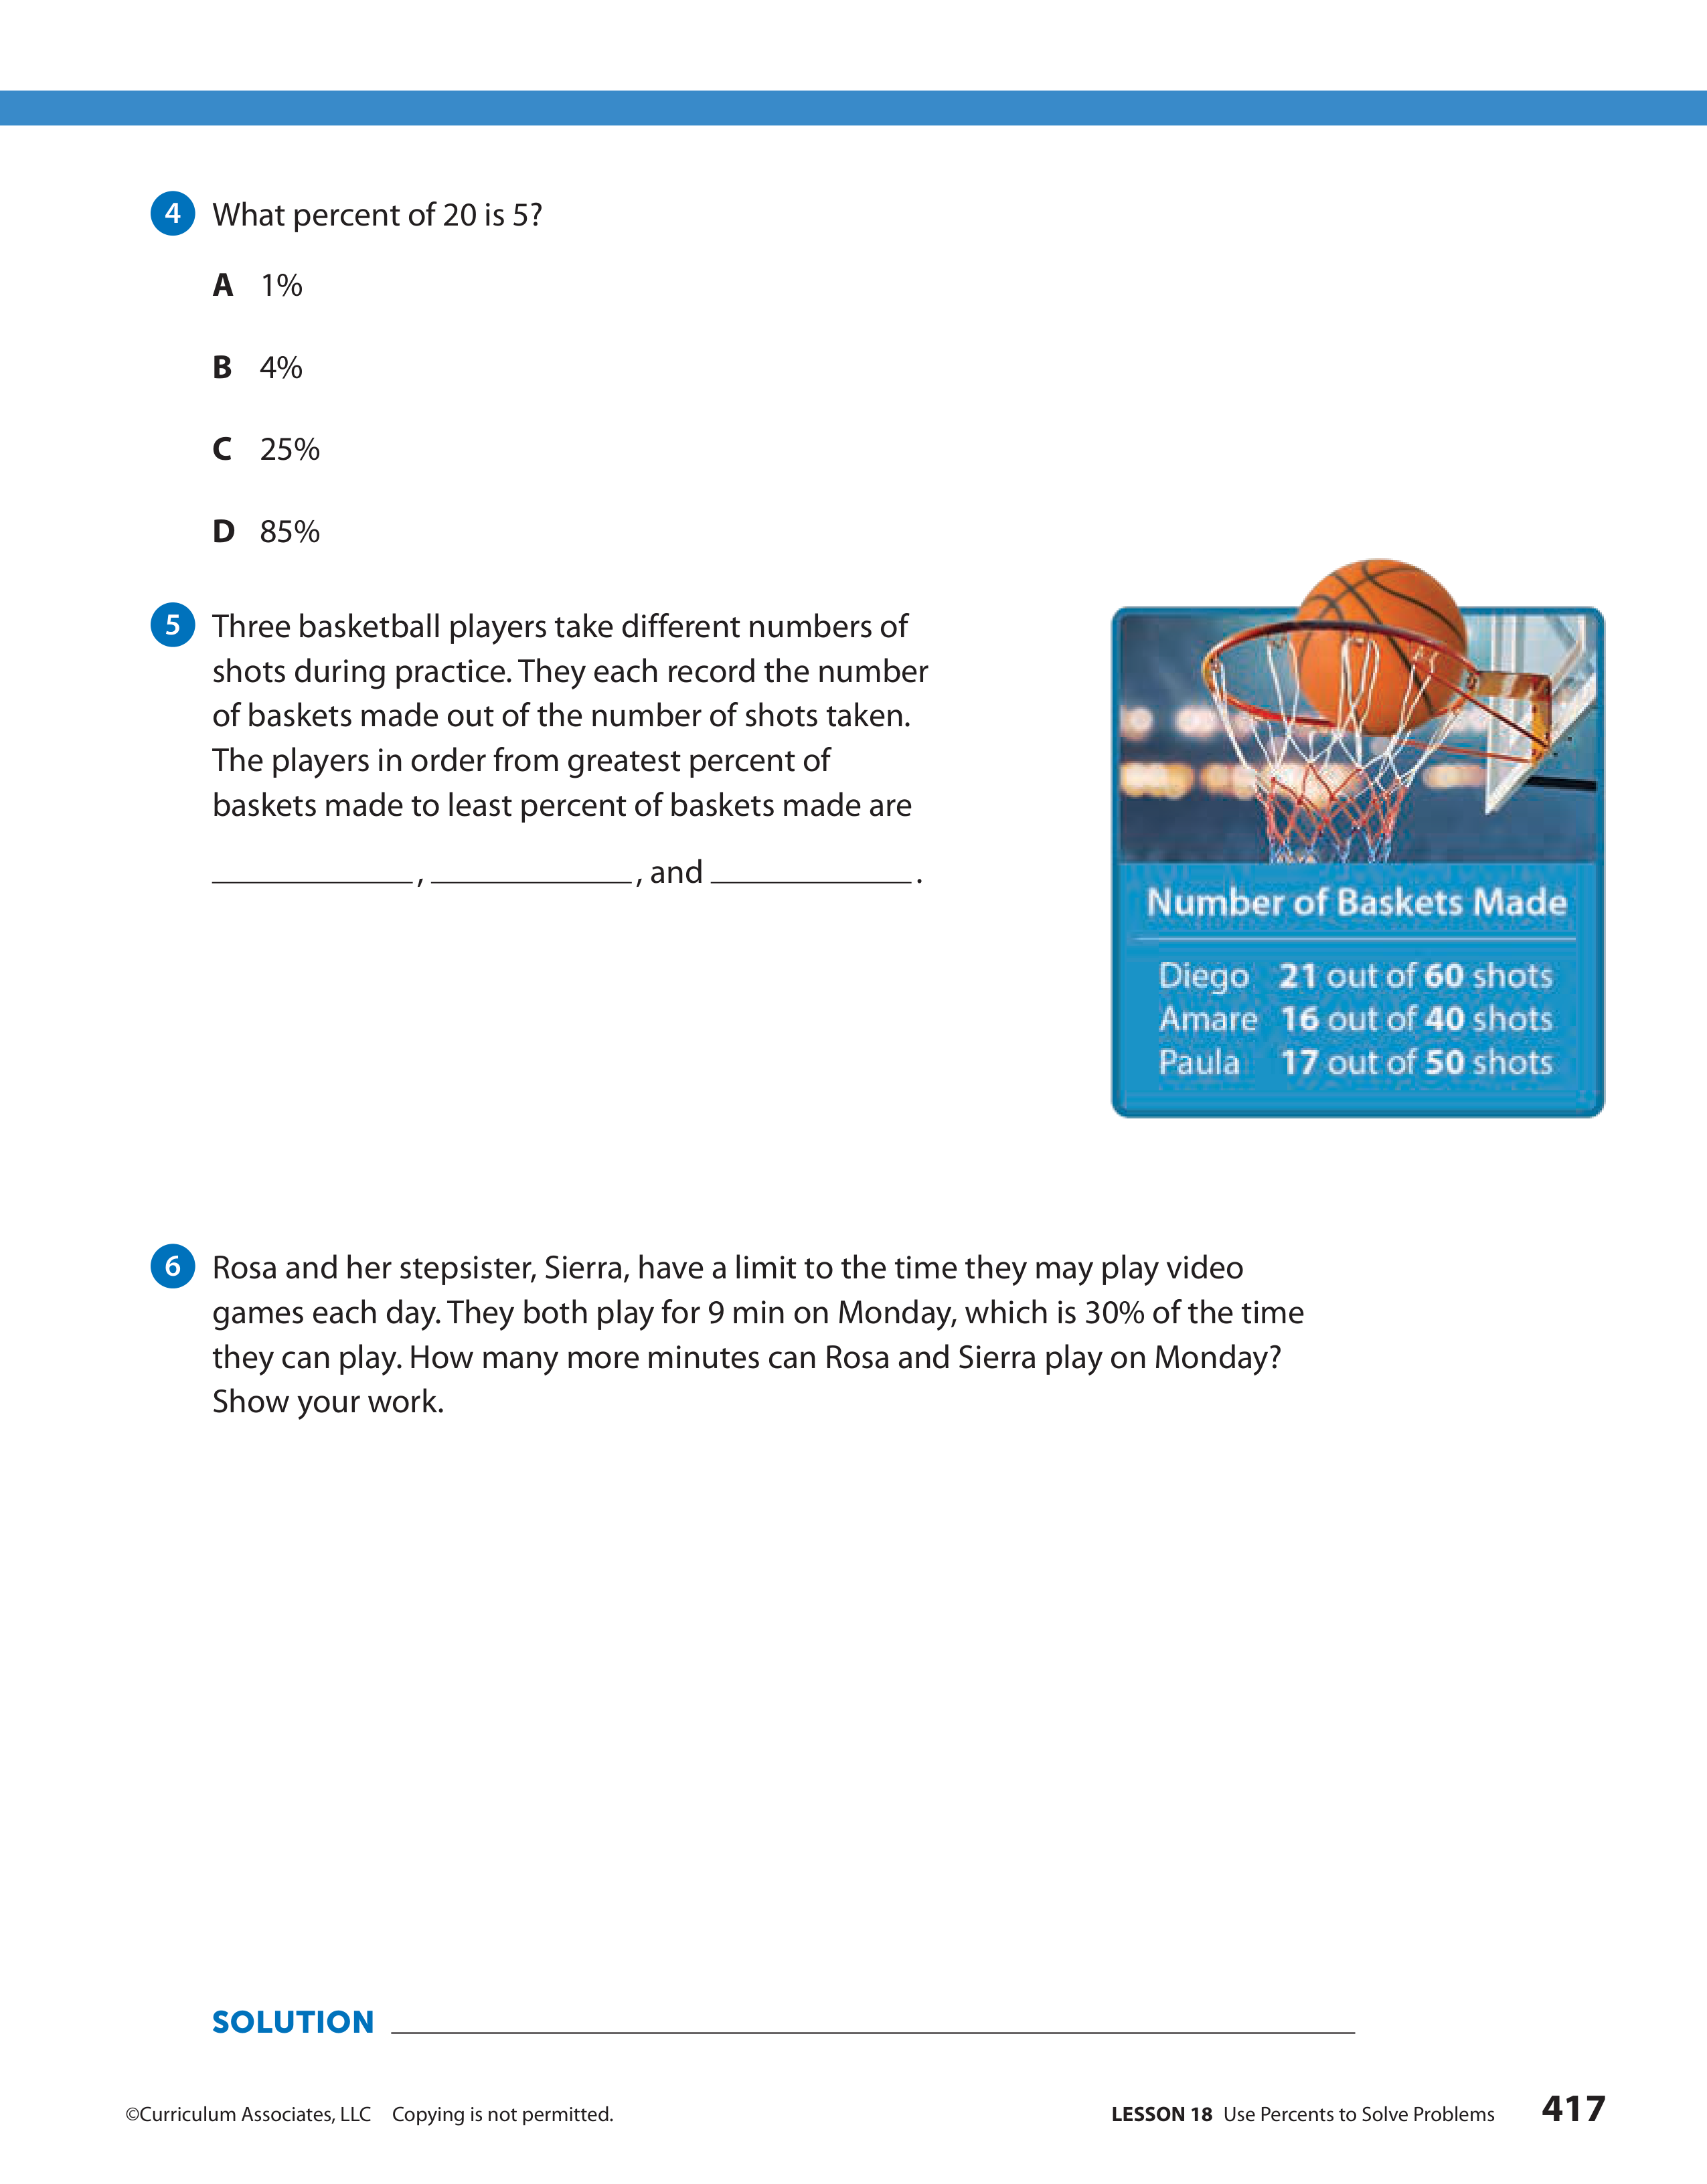 4 What percent of 20 is 5?
A 1%
B 4%
C 25%
D 85%
5 Three basketball players take different numbers of
shots during practice. They each record the number
of baskets made out of the number of shots taken.
The players in order from greatest percent of
baskets made to least percent of baskets made are
, , and .
Number of Baskets Made
Diego 21 out of 60 shots
Amare 16 out of 40 shots
Paula 17 out of 50 shots
6 Rosa and her stepsister, Sierra, have a limit to the time they may play video
games each day. They both play for 9 min on Monday, which is 30% of the time
they can play. How many more minutes can Rosa and Sierra play on Monday?
Show your work.
SOLUTION
©Curriculum Associates, LLC Copying is not permitted.
LESSON 18 Use Percents to Solve Problems 417